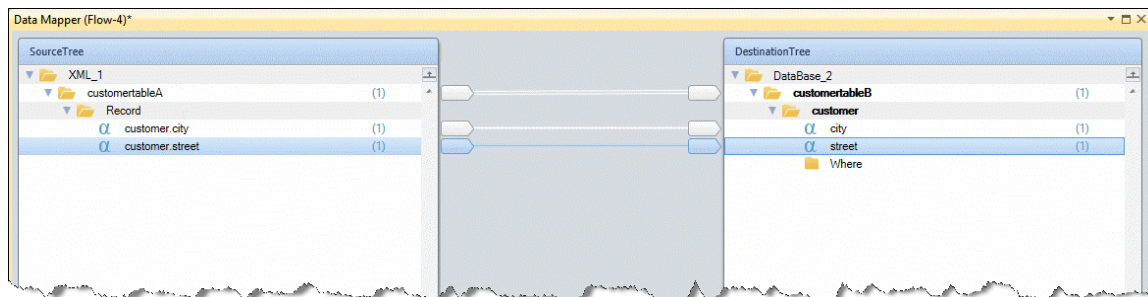 Data Mapper (Flow-4)*
SourceTree
XML_1
customertableA (1)
Record
α customer.city (1)
α customer.street (1)
DestinationTree
DataBase_2
customertableB (1)
customer
α city (1)
α street (1)
Where